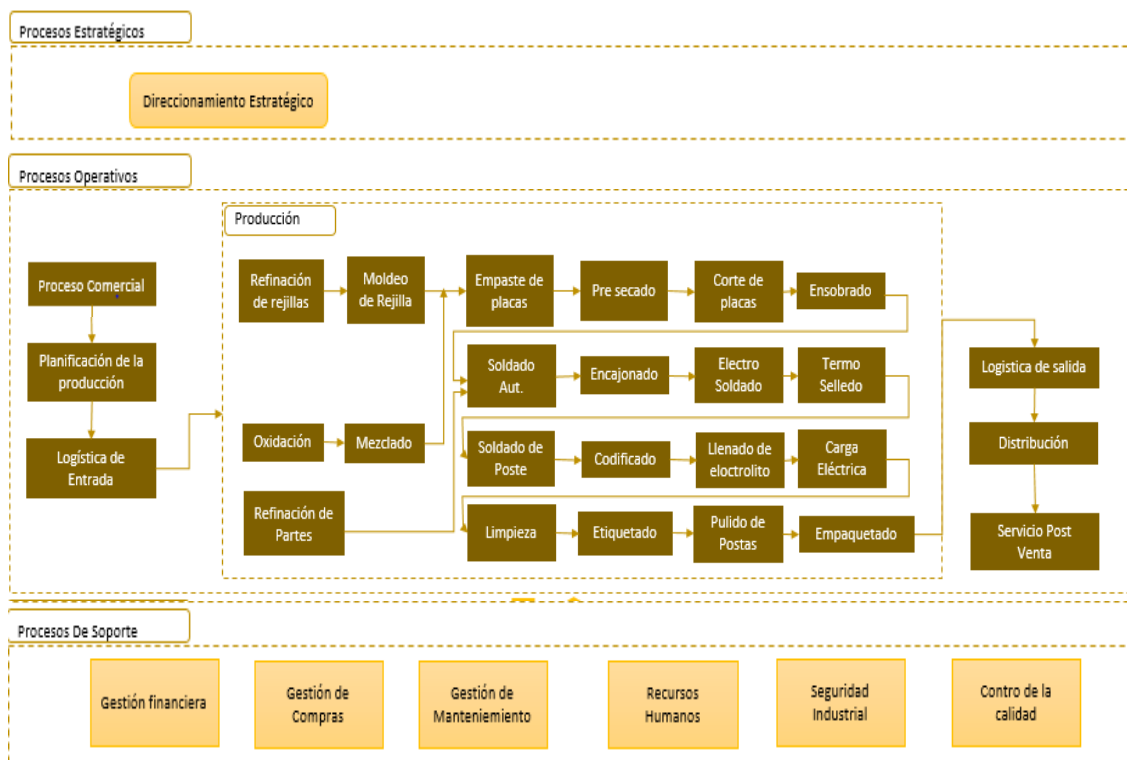 Procesos Estratégicos
Direccionamiento Estratégico
Procesos Operativos
Producción
Proceso Comercial
Planificación de la
producción
Logística de
Entrada
Refinación
de rejillas
Moldeo
de Rejilla
Empaste de
placas
Pre secado
Corte de
placas
Ensobrado
Soldado
Aut.
Encajonado
Electro
Soldado
Termo
Selledo
Oxidación
Mezclado
Soldado de
Poste
Codificado
Llenado de
eloctrolito
Carga
Eléctrica
Refinación de
Partes
Limpieza
Etiquetado
Pulido de
Postas
Empaquetado
Logistica de salida
Distribución
Servicio Post
Venta
Procesos De Soporte
Gestión financiera
Gestión de
Compras
Gestión de
Manteniemiento
Recursos
Humanos
Seguridad
Industrial
Contro de la
calidad